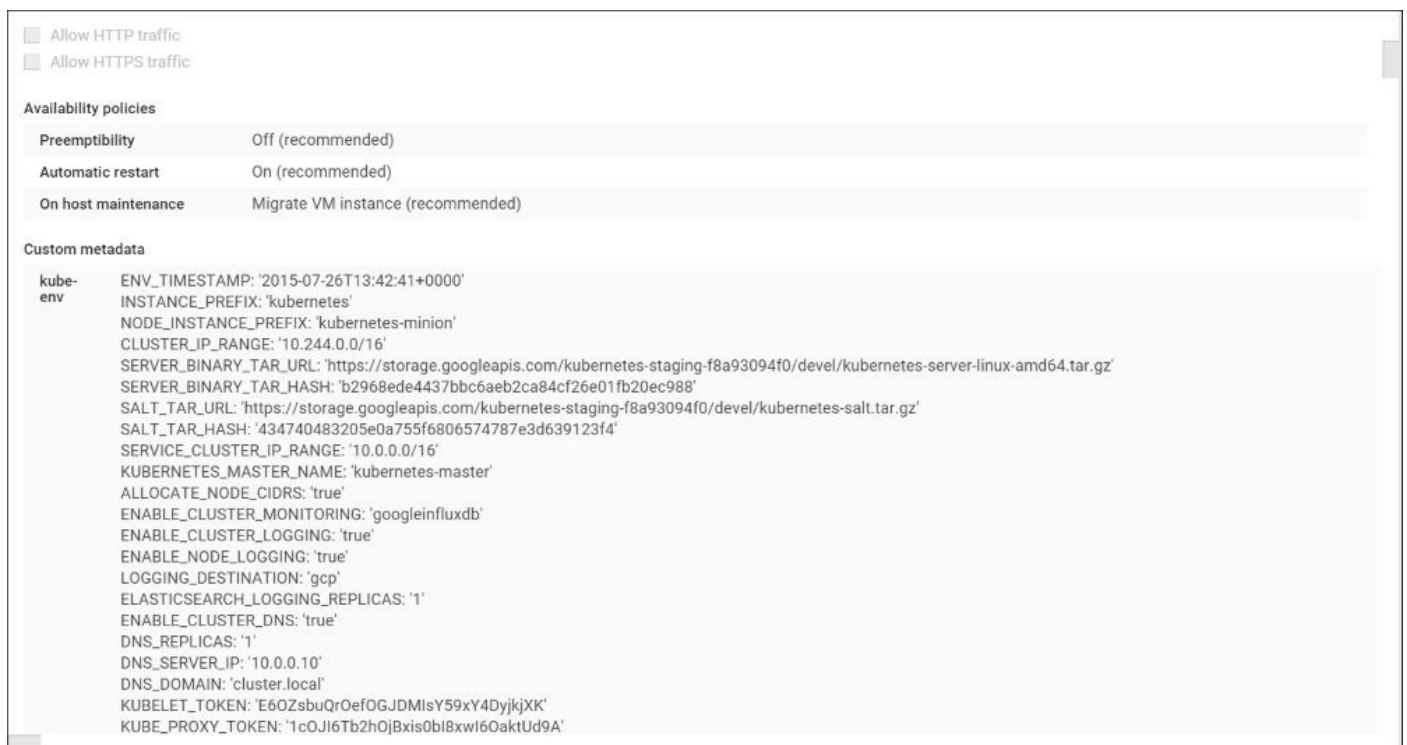 Allow HTTP traffic
Allow HTTPS traffic
Availability policies
Preemptibility Off (recommended)
Automatic restart On (recommended)
On host maintenance Migrate VM instance (recommended)
Custom metadata
kube-env ENV_TIMESTAMP: '2015-07-26T13:42:41+0000'
INSTANCE_PREFIX: 'kubernetes'
NODE_INSTANCE_PREFIX: 'kubernetes-minion'
CLUSTER_IP_RANGE: '10.244.0.0/16'
SERVER_BINARY_TAR_URL: 'https://storage.googleapis.com/kubernetes-staging-f8a93094f0/devel/kubernetes-server-linux-amd64.tar.gz'
SERVER_BINARY_TAR_HASH: 'b2968ede4437bbc6aeb2ca84cf26e01fb20ec988'
SALT_TAR_URL: 'https://storage.googleapis.com/kubernetes-staging-f8a93094f0/devel/kubernetes-salt.tar.gz'
SALT_TAR_HASH: '434740483205e0a755f6806574787e3d639123f4'
SERVICE_CLUSTER_IP_RANGE: '10.0.0.0/16'
KUBERNETES_MASTER_NAME: 'kubernetes-master'
ALLOCATE_NODE_CIDRS: 'true'
ENABLE_CLUSTER_MONITORING: 'googleinfluxdb'
ENABLE_CLUSTER_LOGGING: 'true'
ENABLE_NODE_LOGGING: 'true'
LOGGING_DESTINATION: 'gcp'
ELASTICSEARCH_LOGGING_REPLICAS: '1'
ENABLE_CLUSTER_DNS: 'true'
DNS_REPLICAS: '1'
DNS_SERVER_IP: '10.0.0.10'
DNS_DOMAIN: 'cluster.local'
KUBELET_TOKEN: 'E6OZsbuQrOefOGJDMIsY59xY4DyjkjXK'
KUBE_PROXY_TOKEN: '1cOJI6Tb2hOjBxis0bI8xwI6OaktUd9A'